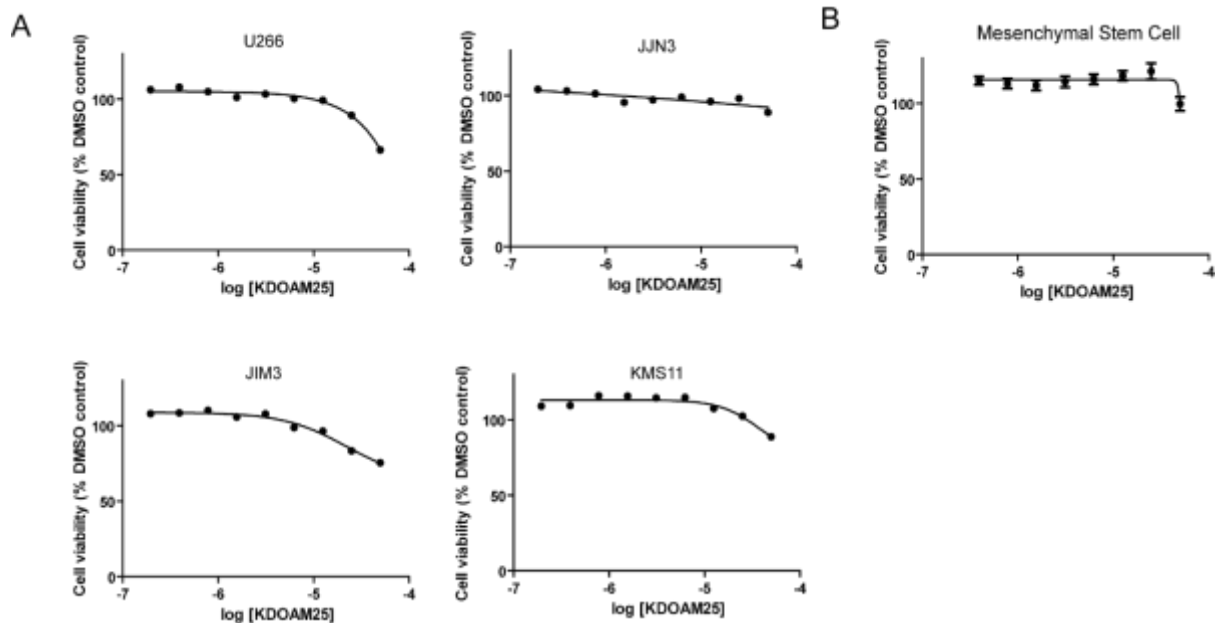 A
U266
Cell viability (% DMSO control)
100
50
0
-7
-6
-5
-4
log [KDOAM25]
JJN3
Cell viability (% DMSO control)
100
50
0
-7
-6
-5
-4
log [KDOAM25]
B
Mesenchymal Stem Cell
Cell viability (% DMSO control)
100
50
0
-7
-6
-5
-4
log [KDOAM25]
JIM3
Cell viability (% DMSO control)
100
50
0
-7
-6
-5
-4
log [KDOAM25]
KMS11
Cell viability (% DMSO control)
100
50
0
-7
-6
-5
-4
log [KDOAM25]